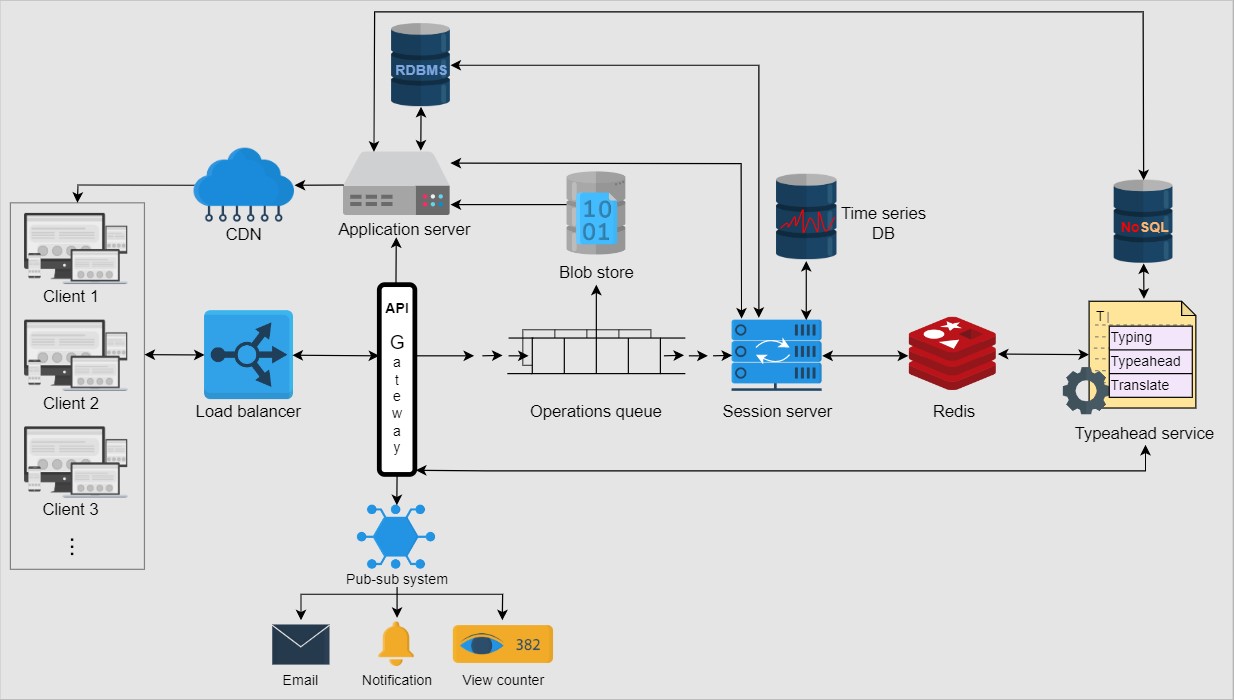 RDBMS
CDN
Application server
10
01
Blob store
Time series
DB
NoSQL
Client 1
Client 2
Client 3
⋮
Load balancer
API
G
a
t
e
w
a
y
Operations queue
Session server
Redis
T|
Typing
Typeahead
Translate
Typeahead service
Pub-sub system
382
Email
Notification
View counter